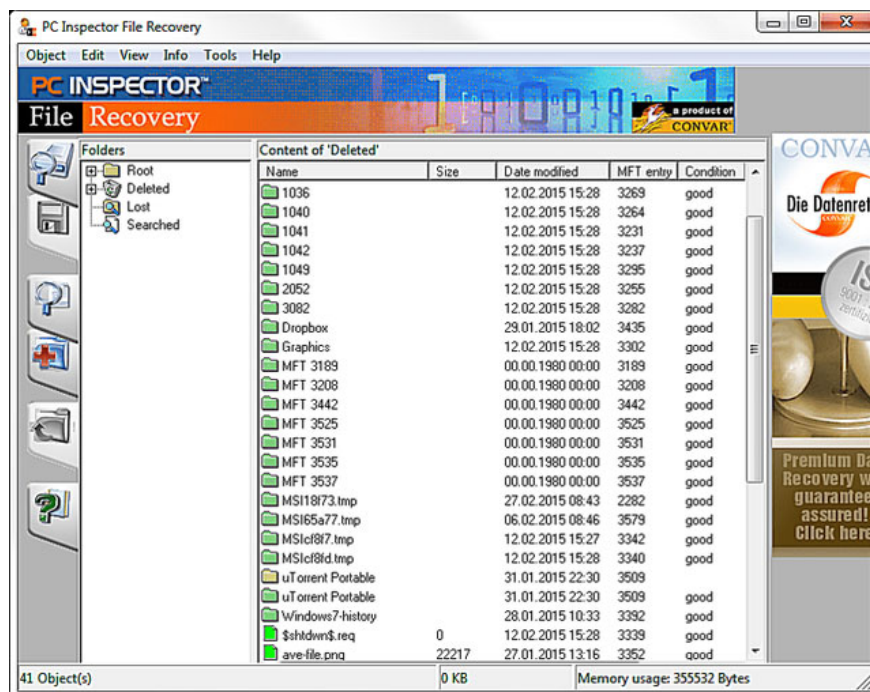 PC Inspector File Recovery
Object Edit View Info Tools Help
PC INSPECTOR™
File Recovery
a product of
CONVAR
Folders
Root
Deleted
Lost
Searched
Content of 'Deleted'
Name Size Date modified MFT entry Condition
1036 12.02.2015 15:28 3269 good
1040 12.02.2015 15:28 3264 good
1041 12.02.2015 15:28 3231 good
1042 12.02.2015 15:28 3237 good
1049 12.02.2015 15:28 3295 good
2052 12.02.2015 15:28 3255 good
3082 12.02.2015 15:28 3282 good
Dropbox 29.01.2015 18:02 3435 good
Graphics 12.02.2015 15:28 3302 good
MFT 3189 00.00.1980 00:00 3189 good
MFT 3208 00.00.1980 00:00 3208 good
MFT 3442 00.00.1980 00:00 3442 good
MFT 3525 00.00.1980 00:00 3525 good
MFT 3531 00.00.1980 00:00 3531 good
MFT 3535 00.00.1980 00:00 3535 good
MFT 3537 00.00.1980 00:00 3537 good
MSI18f73.tmp 27.02.2015 08:43 2282 good
MSI65a77.tmp 06.02.2015 08:46 3579 good
MSIcf8f7.tmp 12.02.2015 15:27 3342 good
MSIcf8fd.tmp 12.02.2015 15:28 3340 good
uTorrent Portable 31.01.2015 22:30 3509
uTorrent Portable 31.01.2015 22:30 3509 good
Windows7-history 28.01.2015 10:33 3392 good
$shtdwn$.req 0 12.02.2015 15:28 3339 good
ave-file.png 22217 27.01.2015 13:16 3352 good
CONVA
Die Datenret
CONVAR
IS
9001
zertifizi
Premium Da
Recovery w
guarantee
assured!
Click here
41 Object(s) 0 KB Memory usage: 355532 Bytes